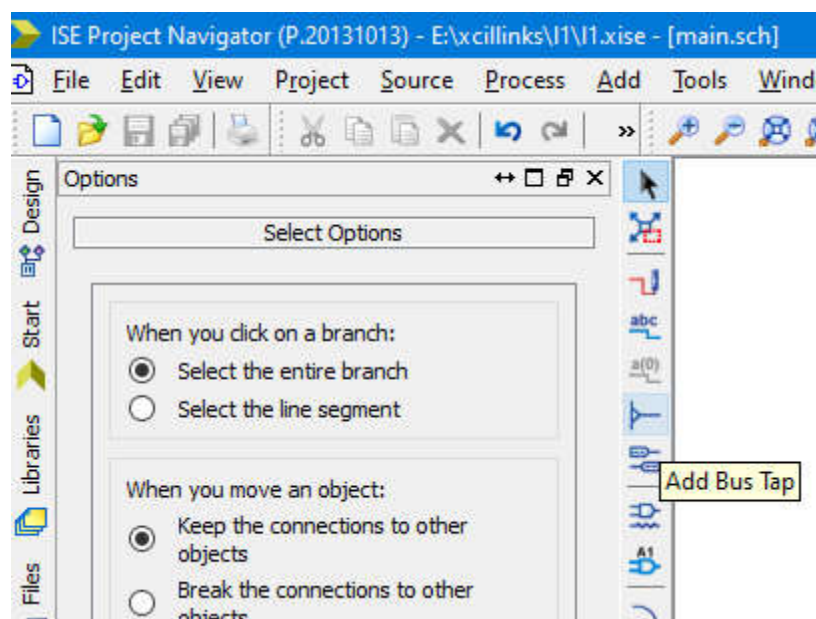 ISE Project Navigator (P.20131013) - E:\xcillinks\l1\l1.xise - [main.sch]
File Edit View Project Source Process Add Tools Wind
»
Design
Start
Libraries
Files
Options
Select Options
When you click on a branch:
Select the entire branch
Select the line segment
When you move an object:
Keep the connections to other
objects
Break the connections to other
objects
abc
a(0)
Add Bus Tap
A1